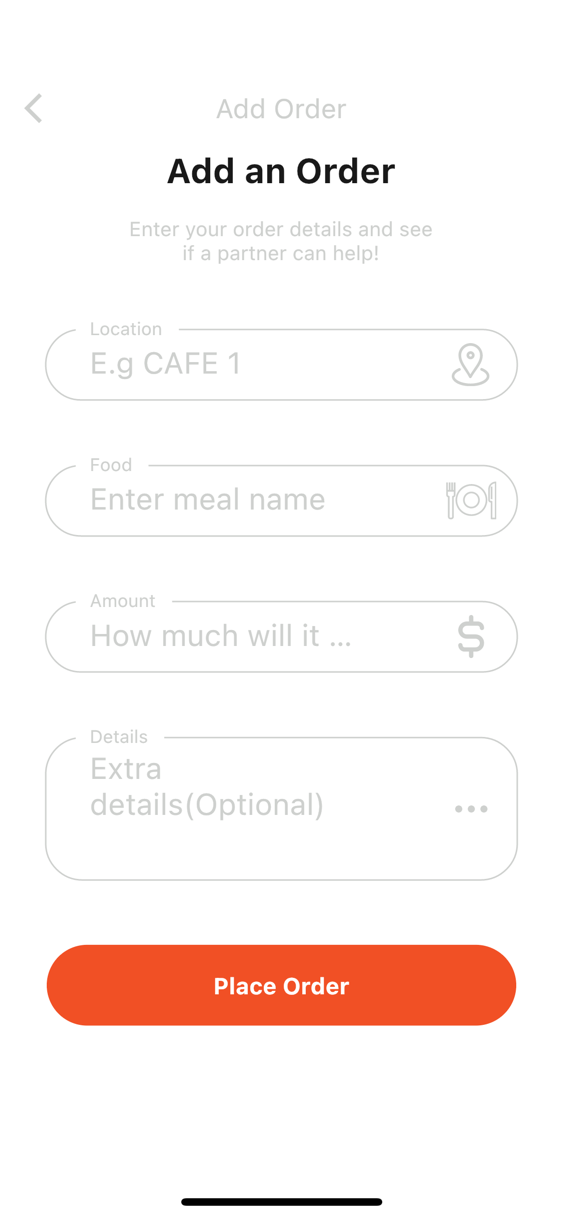 Add Order
Add an Order
Enter your order details and see
if a partner can help!
Location
E.g CAFE 1
Food
Enter meal name
Amount
How much will it ...
Details
Extra
details(Optional)
Place Order